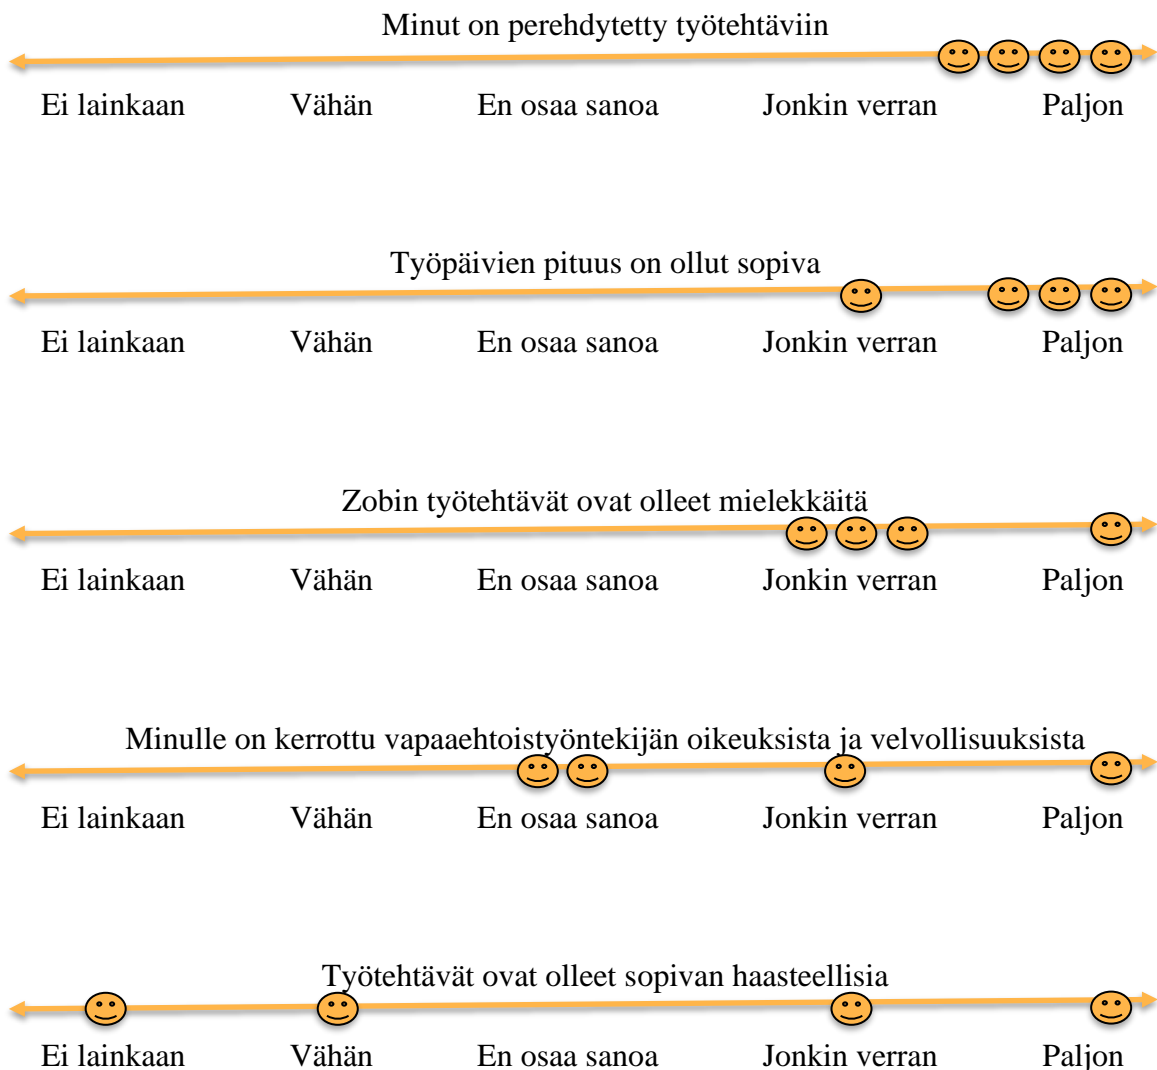 Minut on perehdytetty työtehtäviin
Ei lainkaan Vähän En osaa sanoa Jonkin verran Paljon
Työpäivien pituus on ollut sopiva
Ei lainkaan Vähän En osaa sanoa Jonkin verran Paljon
Zobin työtehtävät ovat olleet mielekkäitä
Ei lainkaan Vähän En osaa sanoa Jonkin verran Paljon
Minulle on kerrottu vapaaehtoistyöntekijän oikeuksista ja velvollisuuksista
Ei lainkaan Vähän En osaa sanoa Jonkin verran Paljon
Työtehtävät ovat olleet sopivan haasteellisia
Ei lainkaan Vähän En osaa sanoa Jonkin verran Paljon